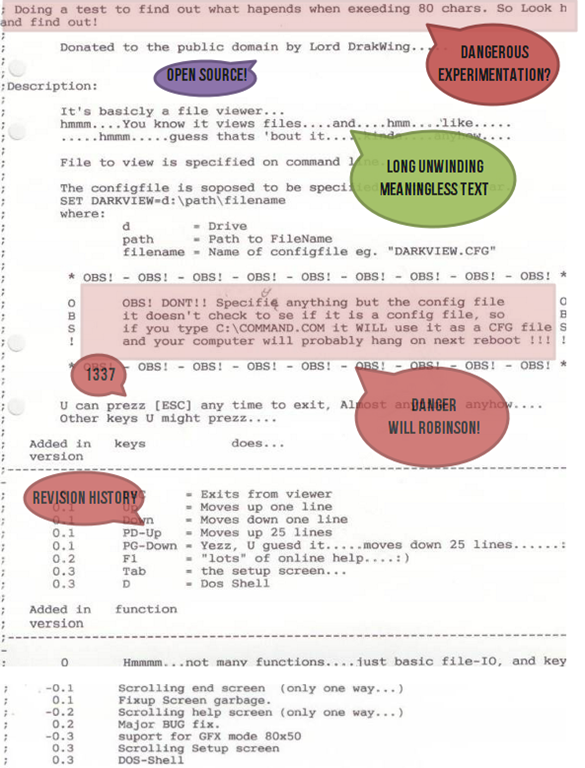 ; Doing a test to find out what hapends when exeeding 80 chars. So Look h
and find out!
; Donated to the public domain by Lord DrakWing....
DANGEROUS
EXPERIMENTATION?
OPEN SOURCE!
;Description:
; It's basicly a file viewer...
; hmmm....You know it views files....and....hmm....like.....
; .....hmmm.....guess thats 'bout it....kinda....anyhow....
LONG UNWINDING
MEANINGLESS TEXT
; File to view is specified on command
; The configfile is soposed to be
; SET DARKVIEW=d:\path\filename
; where:
; d = Drive
; path = Path to FileName
; filename = Name of configfile eg. "DARKVIEW.CFG"
; * OBS! - OBS! - OBS! - OBS! - OBS! - OBS! - OBS! - OBS! - OBS! *
; O OBS! DONT!! Specifie anything but the config file O
; B it doesn't check to se if it is a config file, so B
; S if you type C:\COMMAND.COM it WILL use it as a CFG file S
; ! and your computer will probably hang on next reboot !!! !
; * OBS! - OBS! - OBS! - OBS! - OBS! - OBS! - OBS! - OBS! - OBS! *
1337
; U can prezz [ESC] any time to exit, Almost anyhow....
; Other keys U might prezz....
DANGER
WILL ROBINSON!
; Added in keys does...
; version
;-----------------------------------------------------------------
REVISION HISTORY
; = Exits from viewer
; 0.1 Up = Moves up one line
; 0.1 Down = Moves down one line
; 0.1 PD-Up = Moves up 25 lines
; 0.1 PG-Down = Yezz, U guesd it.....moves down 25 lines......:
; 0.2 F1 = "lots" of online help....:)
; 0.3 Tab = the setup screen...
; 0.3 D = Dos Shell
; Added in function
; version
;-----------------------------------------------------------------
; 0 Hmmmm...not many functions....just basic file-IO, and key
; -0.1 Scrolling end screen (only one way...)
; 0.1 Fixup Screen garbage.
; -0.2 Scrolling help screen (only one way...)
; 0.2 Major BUG fix.
; -0.3 suport for GFX mode 80x50
; 0.3 Scrolling Setup screen
; 0.3 DOS-Shell